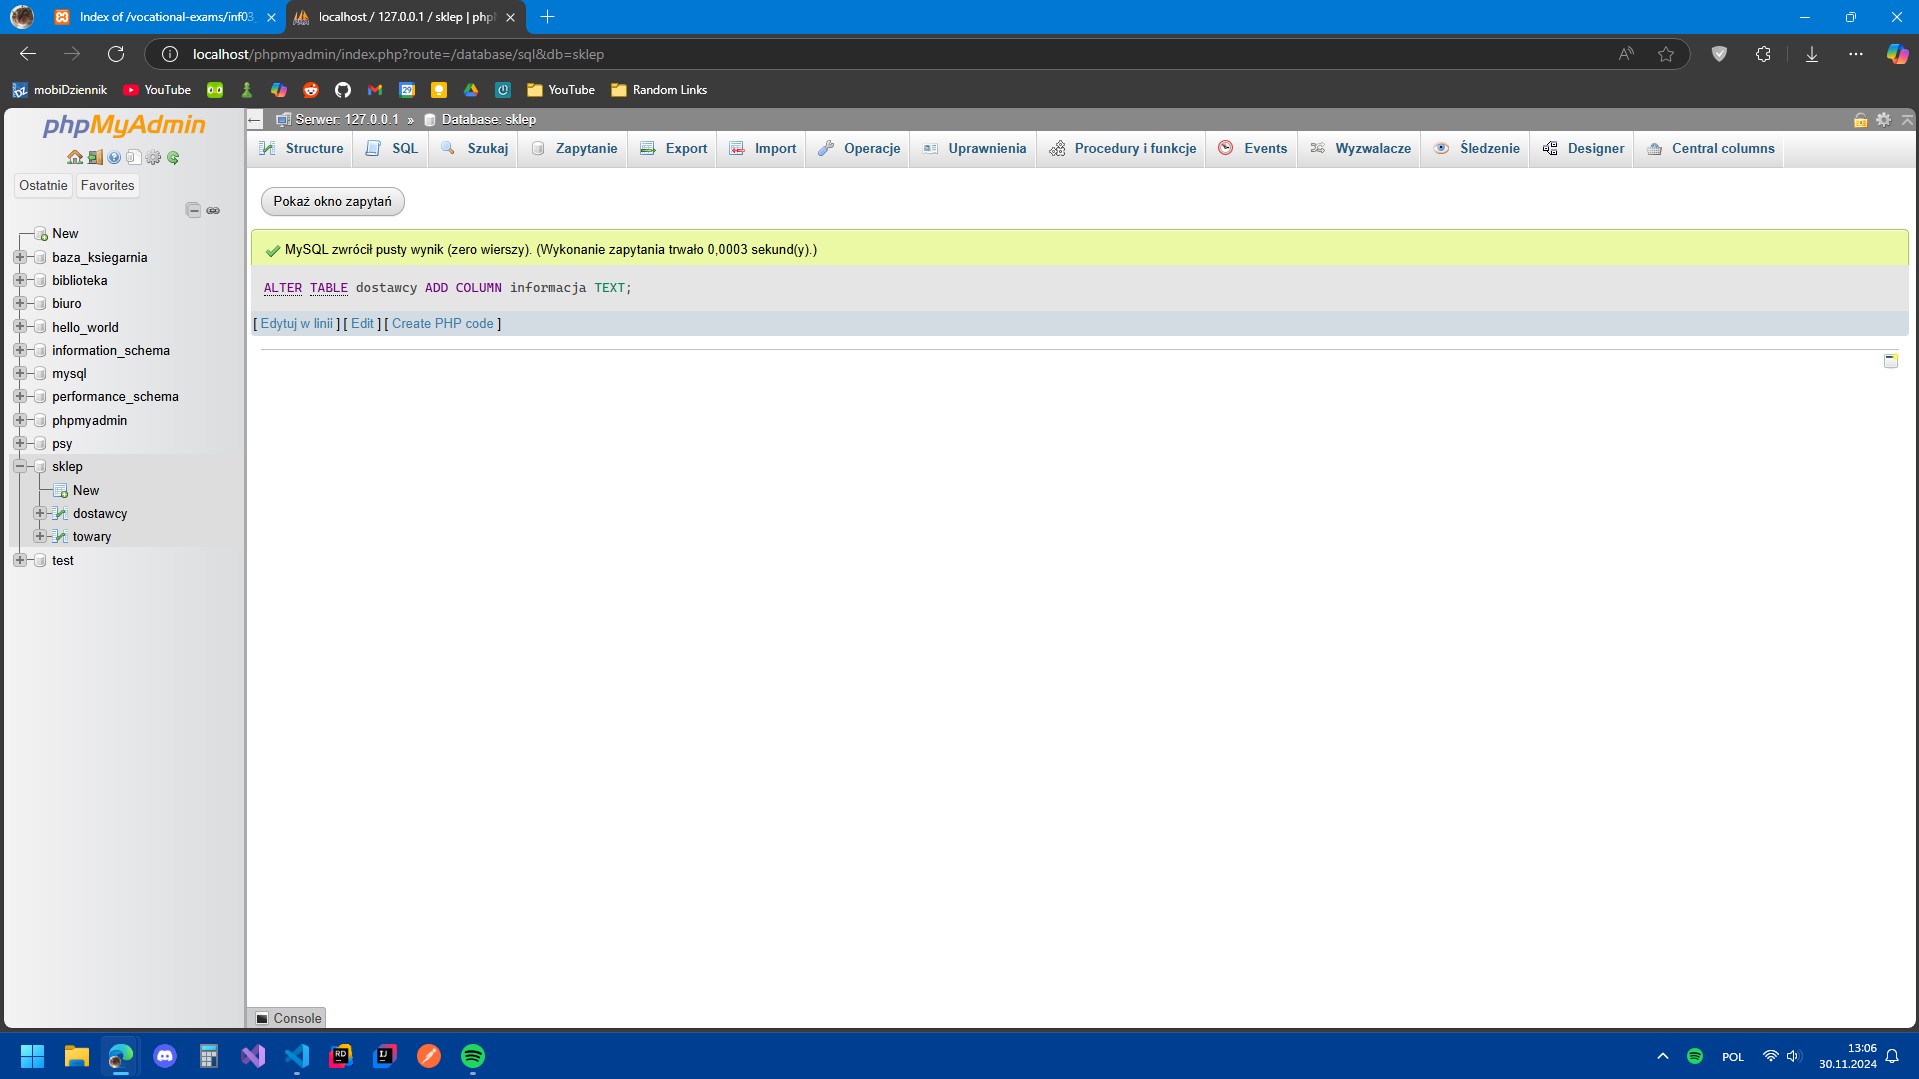 Index of /vocational-exams/inf03_
localhost / 127.0.0.1 / sklep | php
localhost/phpmyadmin/index.php?route=/database/sql&db=sklep
mobiDziennik
YouTube
YouTube
Random Links
phpMyAdmin
Ostatnie
Favorites
New
baza_ksiegarnia
biblioteka
biuro
hello_world
information_schema
mysql
performance_schema
phpmyadmin
psy
sklep
New
dostawcy
towary
test
Serwer: 127.0.0.1 » Database: sklep
Structure
SQL
Szukaj
Zapytanie
Export
Import
Operacje
Uprawnienia
Procedury i funkcje
Events
Wyzwalacze
Śledzenie
Designer
Central columns
Pokaż okno zapytań
MySQL zwrócił pusty wynik (zero wierszy). (Wykonanie zapytania trwało 0,0003 sekund(y).)
ALTER TABLE dostawcy ADD COLUMN informacja TEXT;
[ Edytuj w linii ] [ Edit ] [ Create PHP code ]
Console
POL
13:06
30.11.2024